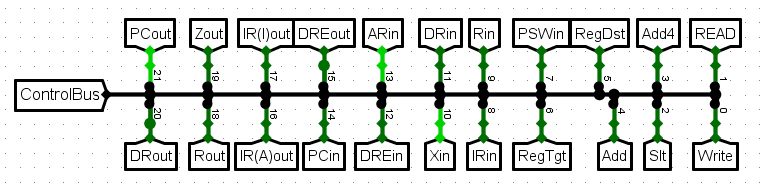 PCout Zout IR(I)out DREout ARin DRin Rin PSWin RegDst Add4 READ
21 19 17 15 13 11 9 7 5 3 1
ControlBus
20 18 16 14 12 10 8 6 4 2 0
DRout Rout IR(A)out PCin DREin Xin IRin RegTgt Add Slt Write